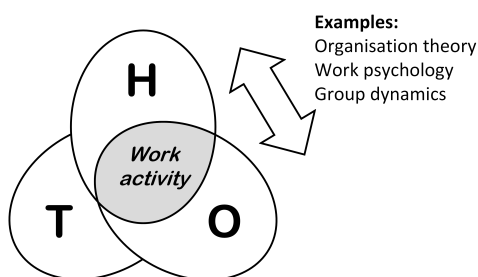 Examples:
Organisation theory
Work psychology
Group dynamics
H
Work
activity
T
O